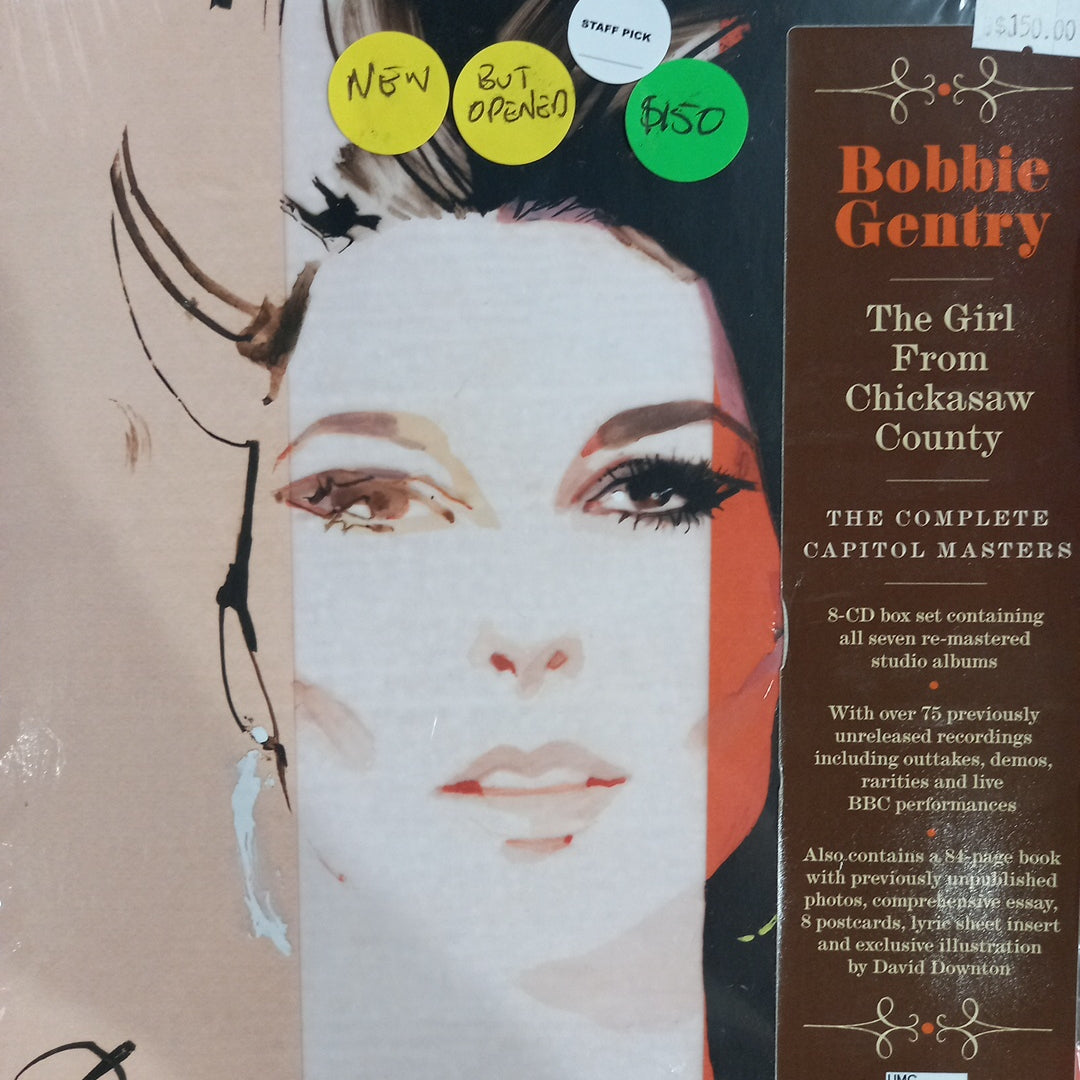 STAFF PICK
$150.00
NEW
BUT
OPENED
$150
Bobbie
Gentry
The Girl
From
Chickasaw
County
THE COMPLETE
CAPITOL MASTERS
8-CD box set containing
all seven re-mastered
studio albums
With over 75 previously
unreleased recordings
including outtakes, demos,
rarities and live
BBC performances
Also contains a 84-page book
with previously unpublished
photos, comprehensive essay,
8 postcards, lyric sheet insert
and exclusive illustration
by David Downton
UMC